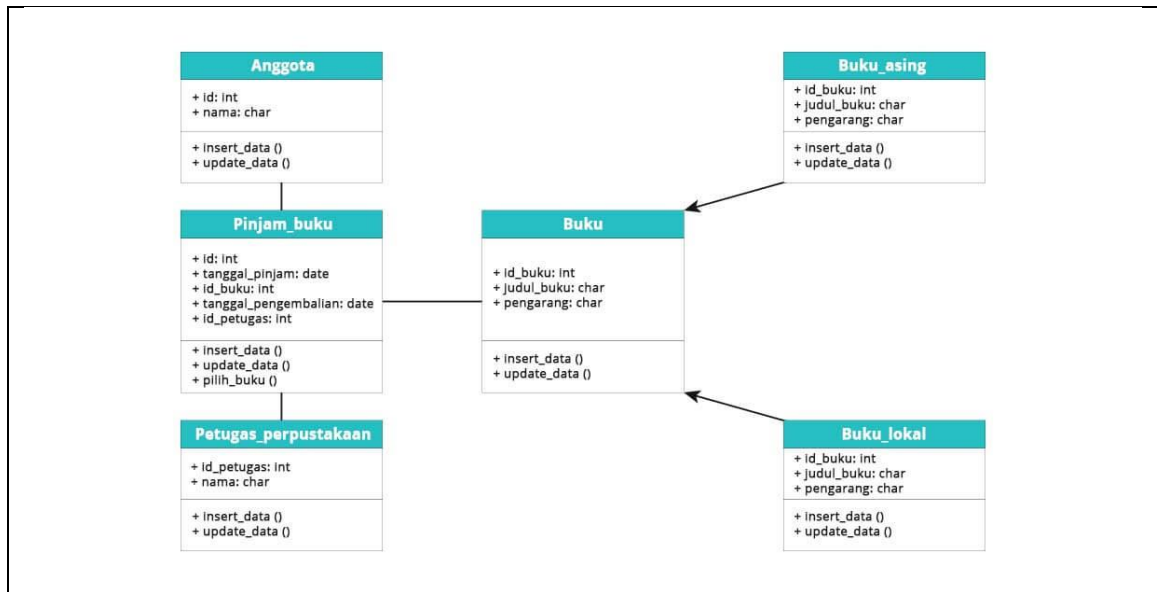 Anggota
+ id: int
+ nama: char
+ insert_data ()
+ update_data ()
Pinjam_buku
+ id: int
+ tanggal_pinjam: date
+ id_buku: int
+ tanggal_pengembalian: date
+ id_petugas: int
+ insert_data ()
+ update_data ()
+ pilih_buku ()
Petugas_perpustakaan
+ id_petugas: int
+ nama: char
+ insert_data ()
+ update_data ()
Buku
+ id_buku: int
+ judul_buku: char
+ pengarang: char
+ insert_data ()
+ update_data ()
Buku_asing
+ id_buku: int
+ judul_buku: char
+ pengarang: char
+ insert_data ()
+ update_data ()
Buku_lokal
+ id_buku: int
+ judul_buku: char
+ pengarang: char
+ insert_data ()
+ update_data ()